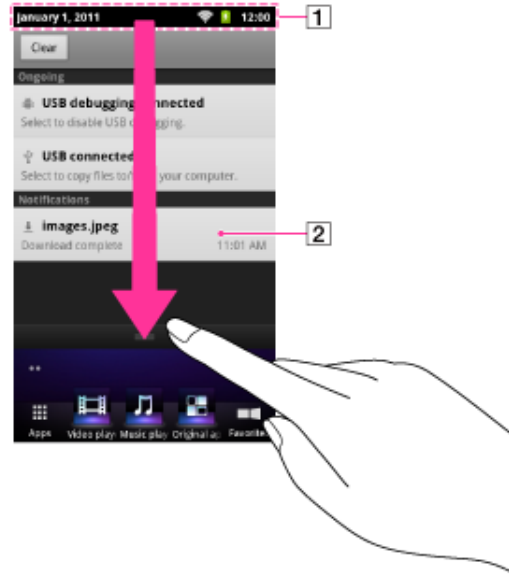 January 1, 2011 12:00 1
Clear
Ongoing
USB debugging connected
Select to disable USB debugging.
USB connected
Select to copy files to/ your computer.
Notifications
images.jpeg
Download complete 11:01 AM 2
Apps Video play Music play Original ap Favorite